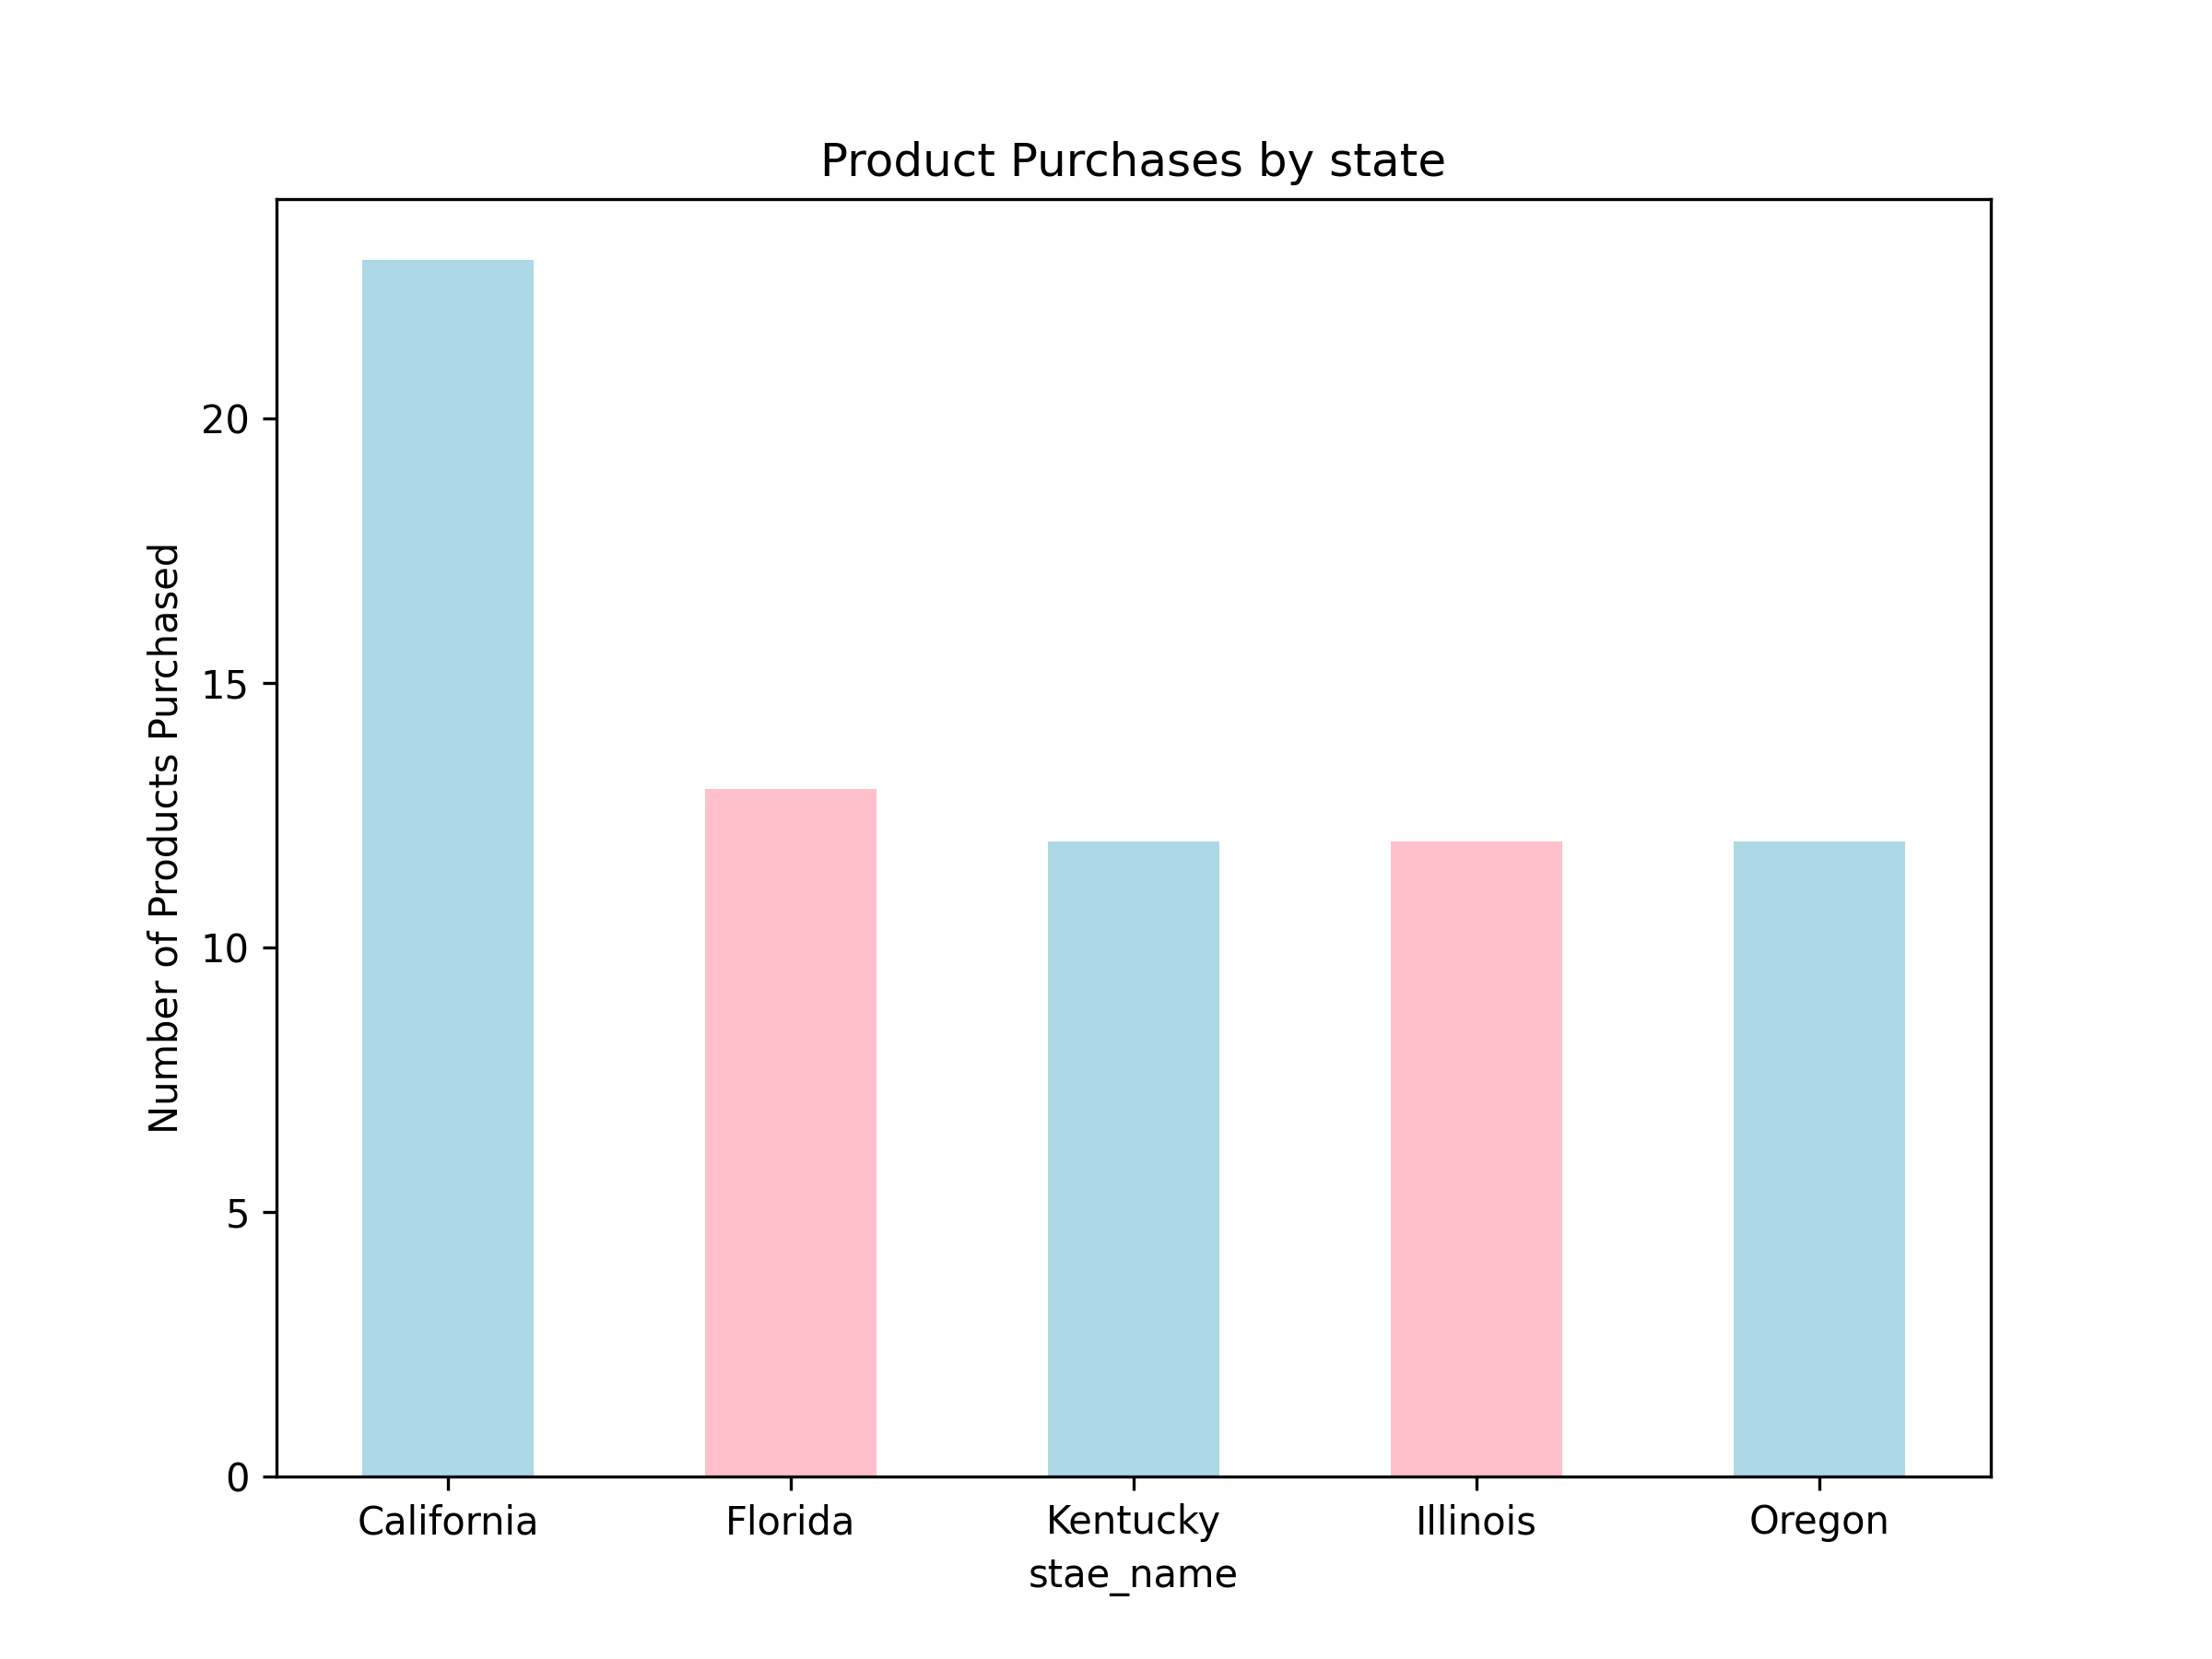 Product Purchases by state
Number of Products Purchased
20
15
10
5
0
California Florida Kentucky Illinois Oregon
stae_name